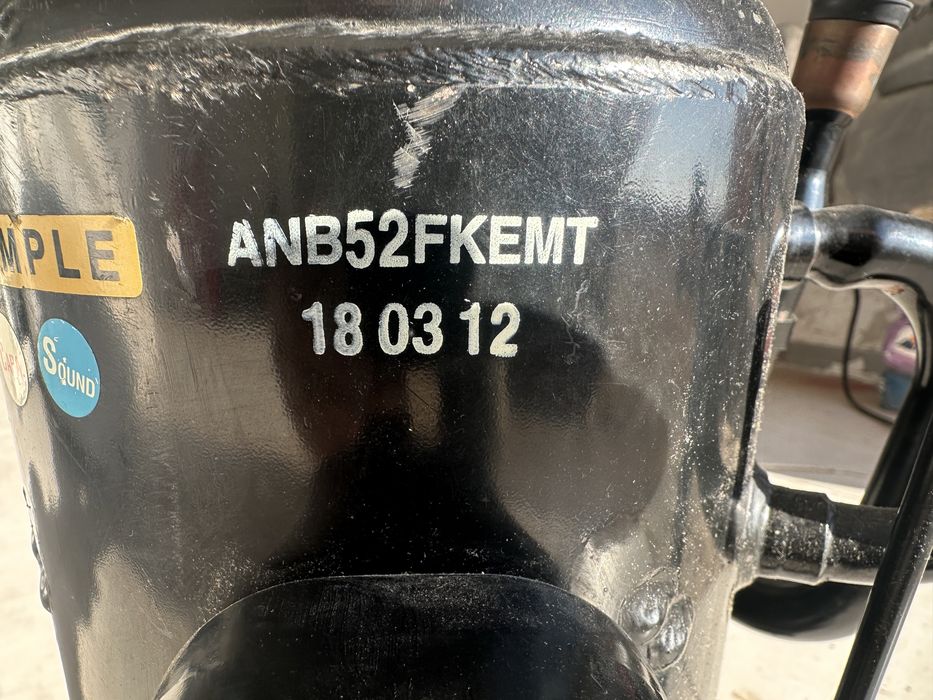 ANB52FKEMT
MPLE
18 03 12
SOUND